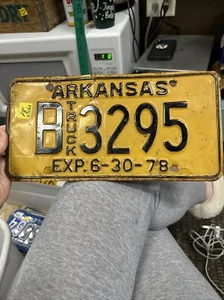 ARKANSAS
B TRUCK 3295
EXP. 6-30-78